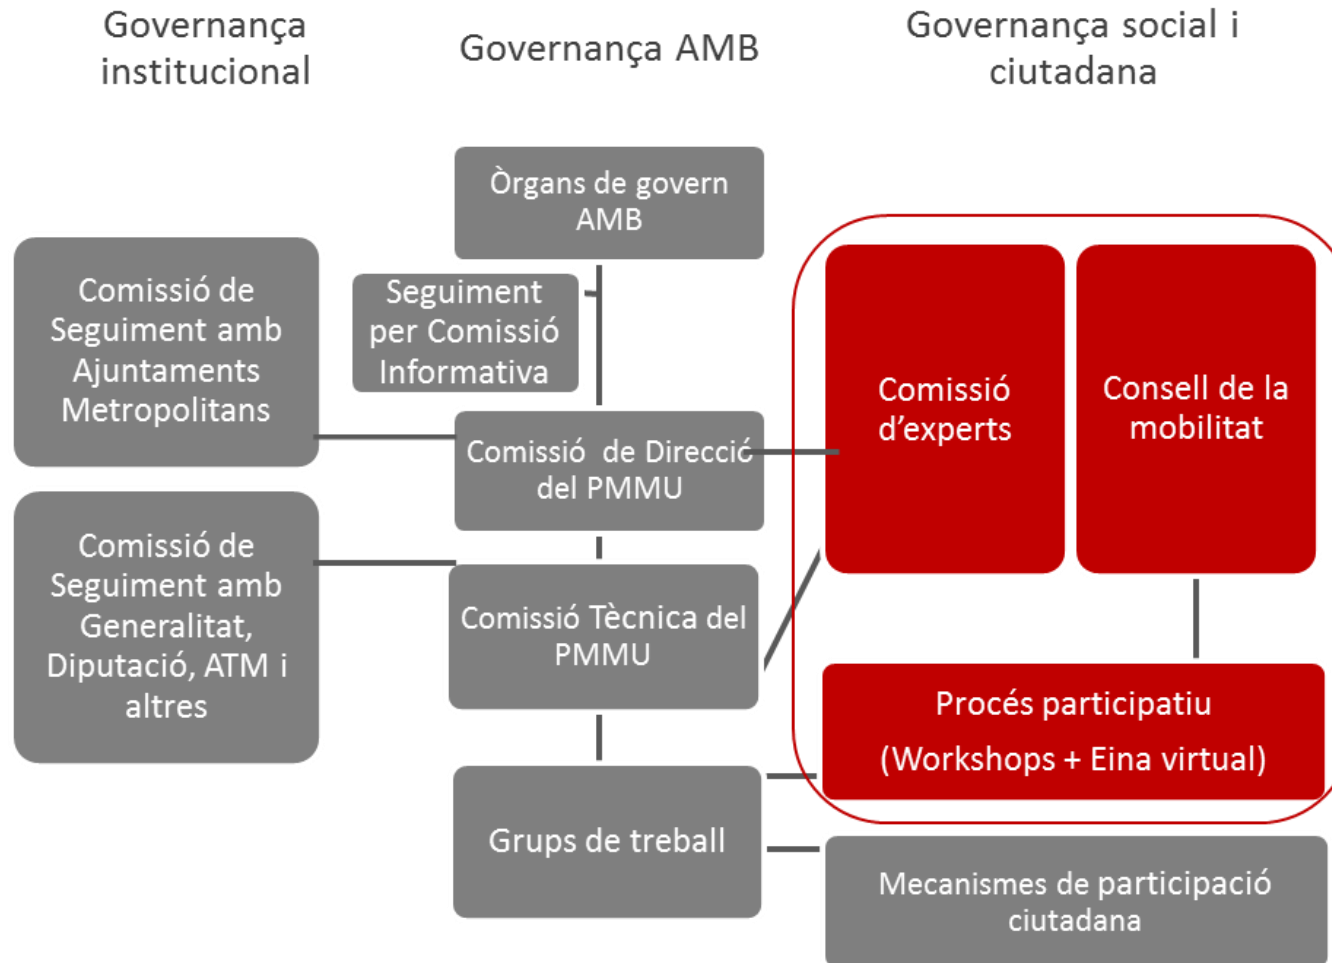 Governança
institucional
Governança AMB
Governança social i
ciutadana
Òrgans de govern
AMB
Comissió de
Seguiment amb
Ajuntaments
Metropolitans
Seguiment
per Comissió
Informativa
Comissió d'experts
Consell de la
mobilitat
Comissió  de Direcció
del PMMU
Comissió de
Seguiment amb
Generalitat,
Diputació, ATM i
altres
Comissió Tècnica del
PMMU
Procés participatiu
(Workshops + Eina virtual)
Grups de treball
Mecanismes de participació
ciutadana